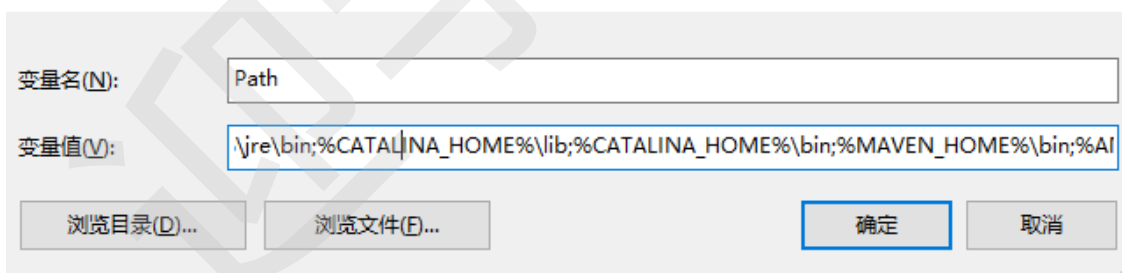 变量名(N):
Path
变量值(V):
\jre\bin;%CATALINA_HOME%\lib;%CATALINA_HOME%\bin;%MAVEN_HOME%\bin;%A
浏览目录(D)...
浏览文件(F)...
确定
取消